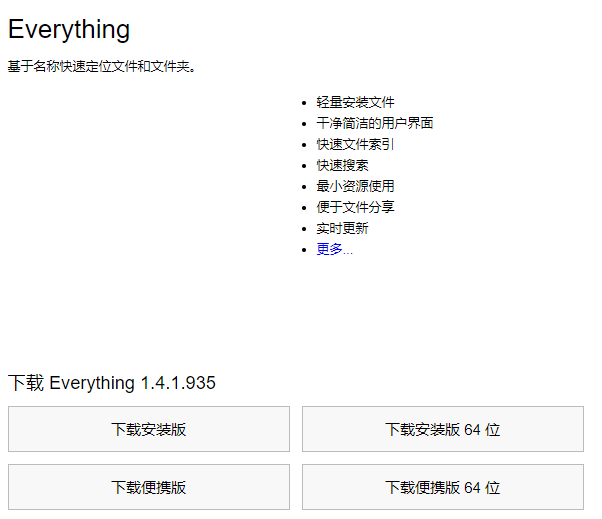 Everything
基于名称快速定位文件和文件夹。
轻量安装文件
干净简洁的用户界面
快速文件索引
快速搜索
最小资源使用
便于文件分享
实时更新
更多...
下载 Everything 1.4.1.935
下载安装版
下载安装版 64 位
下载便携版
下载便携版 64 位